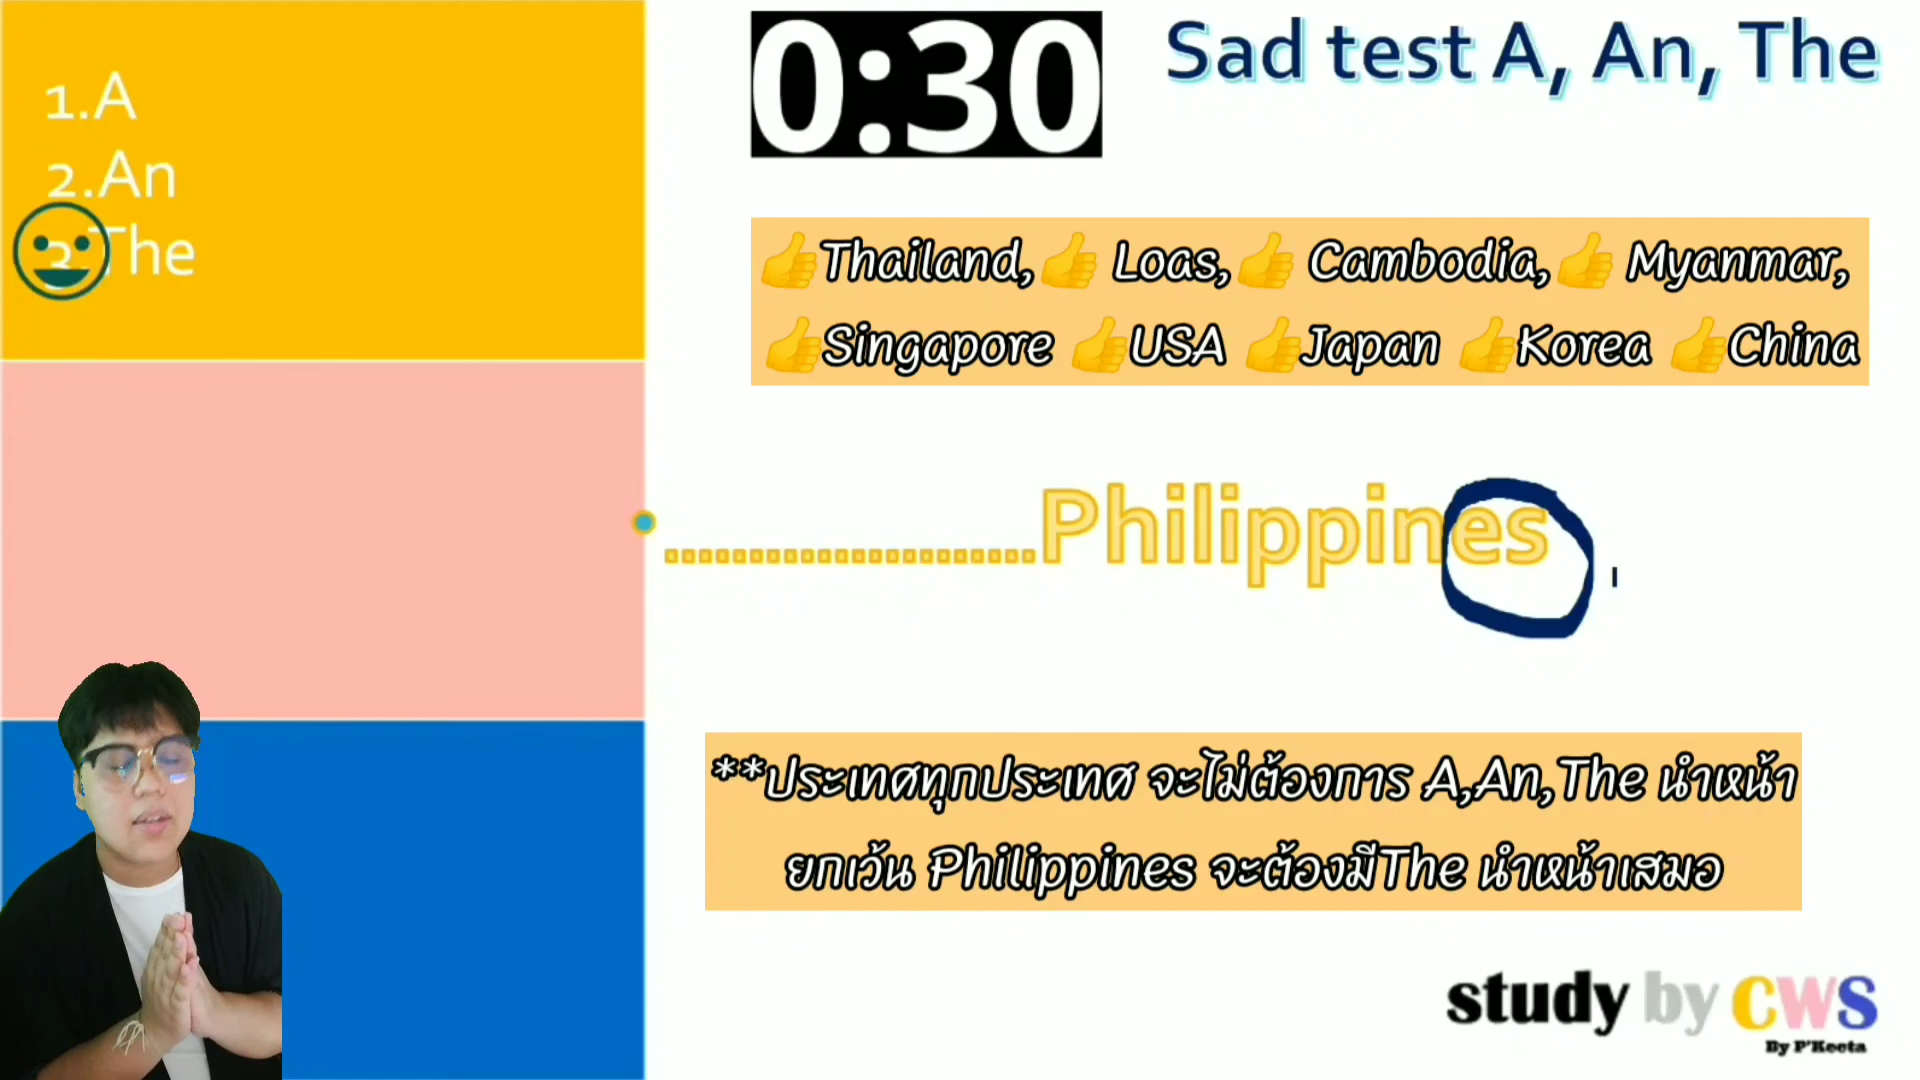 1.A
2.An
3.The
0:30
Sad test A, An, The
👍Thailand,👍 Loas,👍 Cambodia,👍 Myanmar,
👍Singapore 👍USA 👍Japan 👍Korea 👍China
......................Philippines
**ประเทศทุกประเทศ จะไม่ต้องการ A,An,The นำหน้า
ยกเว้น Philippines จะต้องมีThe นำหน้าเสมอ
study by CWS
By P'Keeta